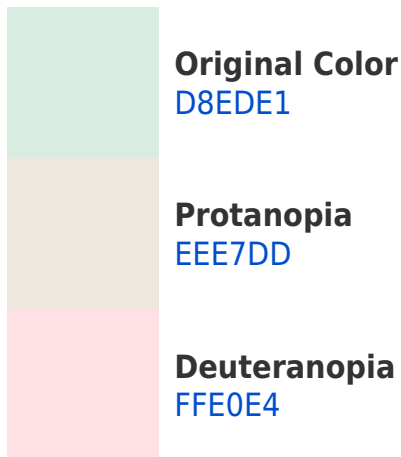 Original Color
D8EDE1
Protanopia
EEE7DD
Deuteranopia
FFE0E4